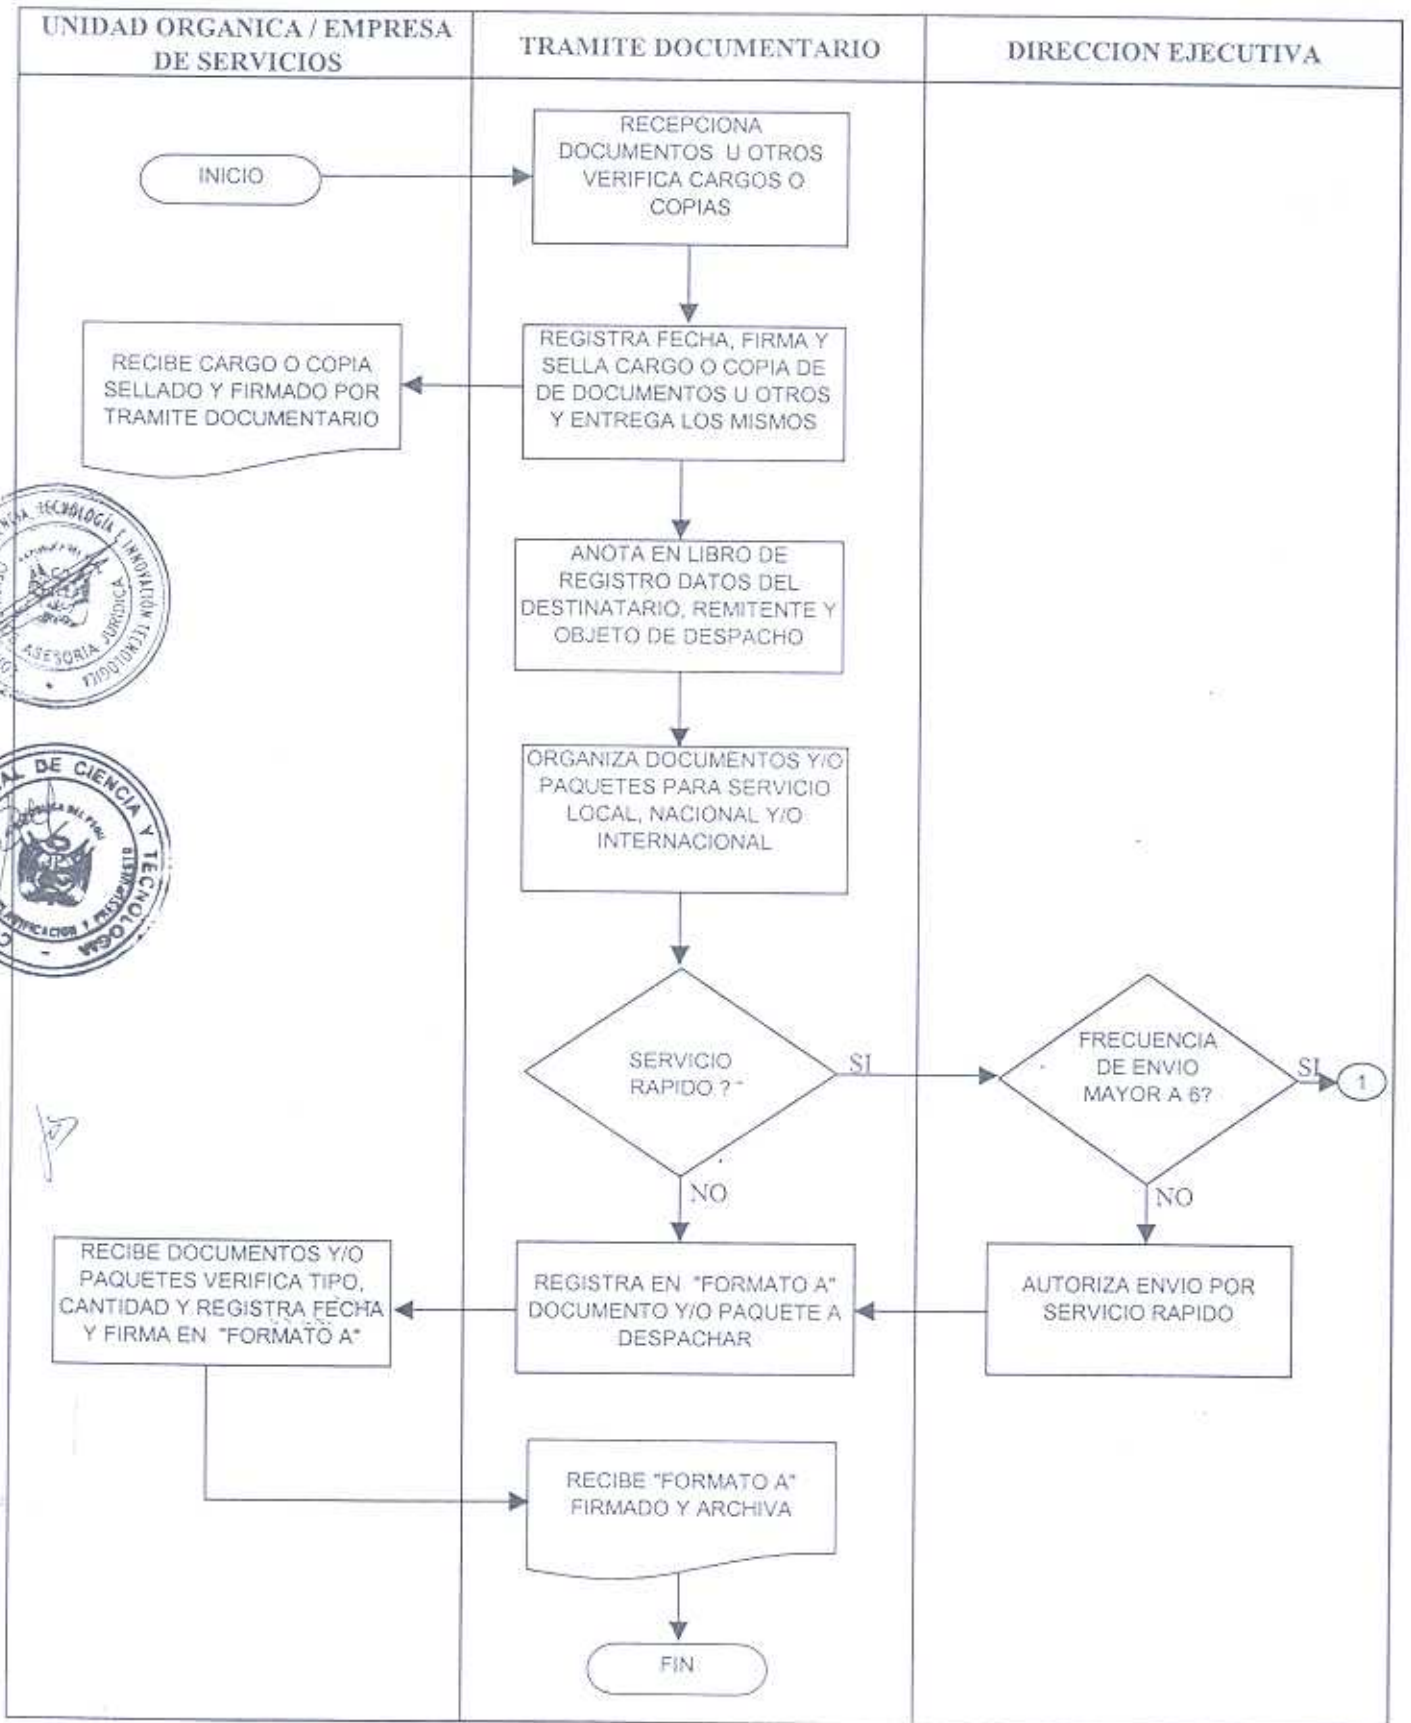 UNIDAD ORGANICA / EMPRESA
DE SERVICIOS
TRAMITE DOCUMENTARIO
DIRECCION EJECUTIVA
INICIO
RECEPCIONA
DOCUMENTOS U OTROS
VERIFICA CARGOS O
COPIAS
RECIBE CARGO O COPIA
SELLADO Y FIRMADO POR
TRAMITE DOCUMENTARIO
REGISTRA FECHA, FIRMA Y
SELLA CARGO O COPIA DE
DE DOCUMENTOS U OTROS
Y ENTREGA LOS MISMOS
TECNOLOGÍA E INNOVACIÓN TECNOLOGICA
ASESORIA JURIDICA
ANOTA EN LIBRO DE
REGISTRO DATOS DEL
DESTINATARIO, REMITENTE Y
OBJETO DE DESPACHO
DE CIENCIA Y TECNOLOGIA
ORGANIZA DOCUMENTOS Y/O
PAQUETES PARA SERVICIO
LOCAL, NACIONAL Y/O
INTERNACIONAL
SERVICIO
RAPIDO ?
SI
FRECUENCIA
DE ENVIO
MAYOR A 6?
SI
1
NO
NO
RECIBE DOCUMENTOS Y/O
PAQUETES VERIFICA TIPO,
CANTIDAD Y REGISTRA FECHA
Y FIRMA EN "FORMATO A"
REGISTRA EN "FORMATO A"
DOCUMENTO Y/O PAQUETE A
DESPACHAR
AUTORIZA ENVIO POR
SERVICIO RAPIDO
RECIBE "FORMATO A"
FIRMADO Y ARCHIVA
FIN